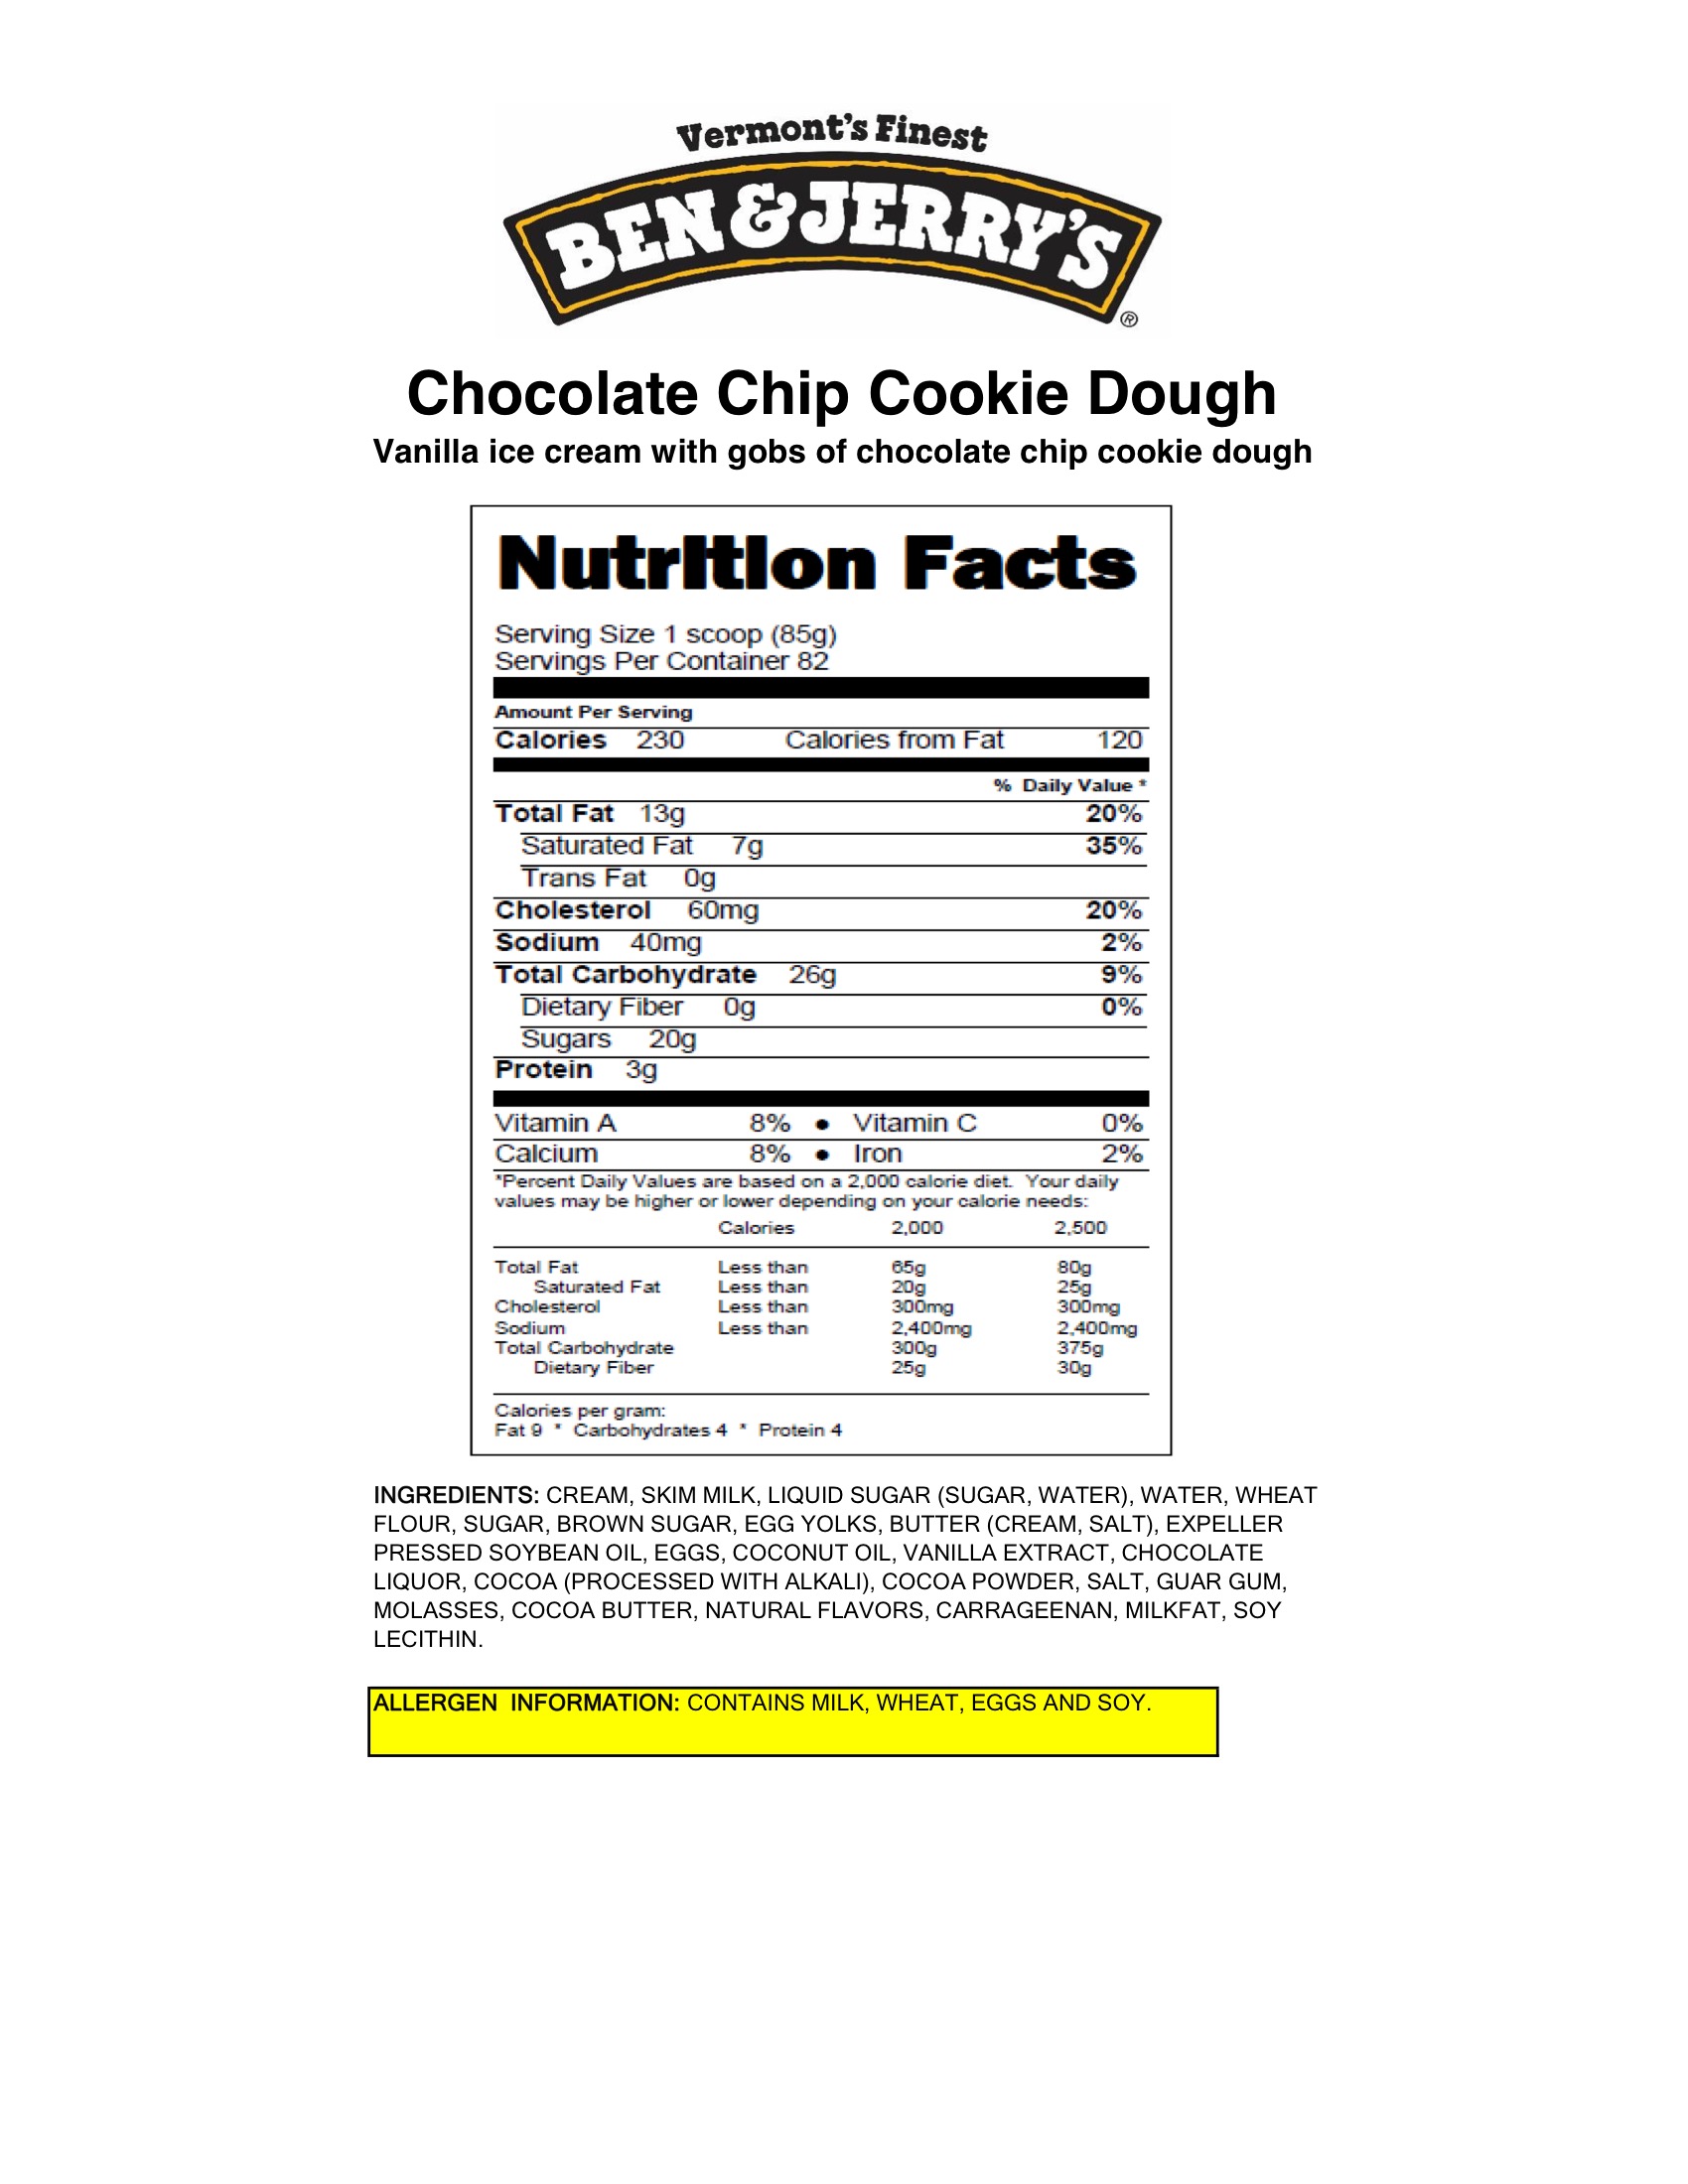 Vermont's Finest
BEN & JERRY'S
®
Chocolate Chip Cookie Dough
Vanilla ice cream with gobs of chocolate chip cookie dough
Nutrition Facts
Serving Size 1 scoop (85g)
Servings Per Container 82
Amount Per Serving
Calories 230 Calories from Fat 120
% Daily Value *
Total Fat 13g 20%
Saturated Fat 7g 35%
Trans Fat 0g
Cholesterol 60mg 20%
Sodium 40mg 2%
Total Carbohydrate 26g 9%
Dietary Fiber 0g 0%
Sugars 20g
Protein 3g
Vitamin A 8% • Vitamin C 0%
Calcium 8% • Iron 2%
*Percent Daily Values are based on a 2,000 calorie diet. Your daily
values may be higher or lower depending on your calorie needs:
Calories 2,000 2,500
Total Fat Less than 65g 80g
Saturated Fat Less than 20g 25g
Cholesterol Less than 300mg 300mg
Sodium Less than 2,400mg 2,400mg
Total Carbohydrate 300g 375g
Dietary Fiber 25g 30g
Calories per gram:
Fat 9 * Carbohydrates 4 * Protein 4
INGREDIENTS: CREAM, SKIM MILK, LIQUID SUGAR (SUGAR, WATER), WATER, WHEAT
FLOUR, SUGAR, BROWN SUGAR, EGG YOLKS, BUTTER (CREAM, SALT), EXPELLER
PRESSED SOYBEAN OIL, EGGS, COCONUT OIL, VANILLA EXTRACT, CHOCOLATE
LIQUOR, COCOA (PROCESSED WITH ALKALI), COCOA POWDER, SALT, GUAR GUM,
MOLASSES, COCOA BUTTER, NATURAL FLAVORS, CARRAGEENAN, MILKFAT, SOY
LECITHIN.
ALLERGEN INFORMATION: CONTAINS MILK, WHEAT, EGGS AND SOY.